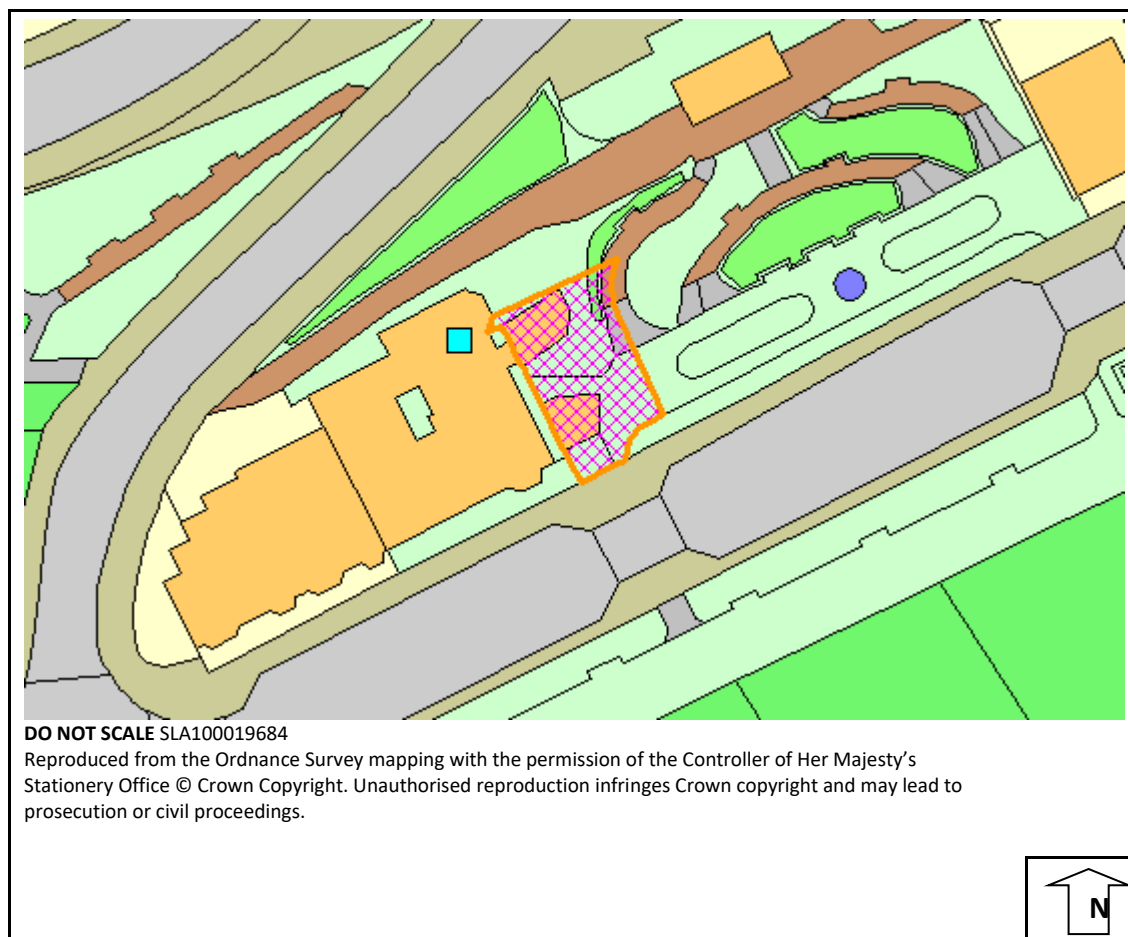 DO NOT SCALE SLA100019684
Reproduced from the Ordnance Survey mapping with the permission of the Controller of Her Majesty’s
Stationery Office © Crown Copyright. Unauthorised reproduction infringes Crown copyright and may lead to
prosecution or civil proceedings.
N